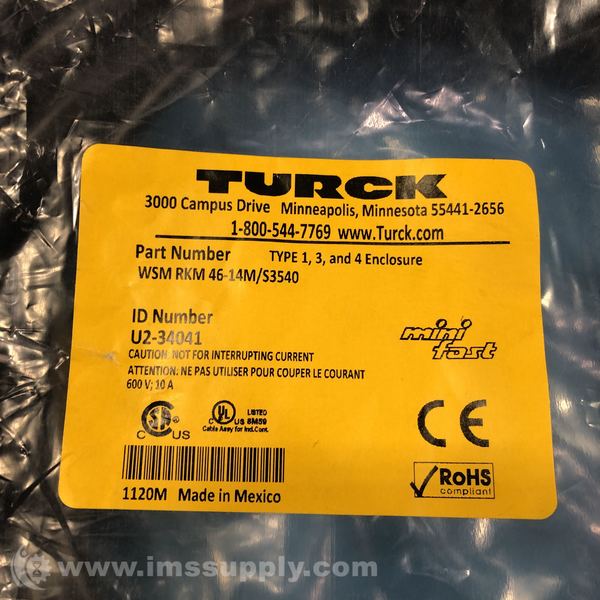 TURCK
3000 Campus Drive Minneapolis, Minnesota 55441-2656
1-800-544-7769 www.Turck.com
Part Number TYPE 1, 3, and 4 Enclosure
WSM RKM 46-14M/S3540
ID Number
U2-34041
mini fast
CAUTION: NOT FOR INTERRUPTING CURRENT
ATTENTION: NE PAS UTILISER POUR COUPER LE COURANT
600 V; 10 A
CSA C US
C UL US LISTED 8M59
Cable Assy for Ind.Cont.
CE
RoHS
compliant
1120M Made in Mexico
www.imssupply.com